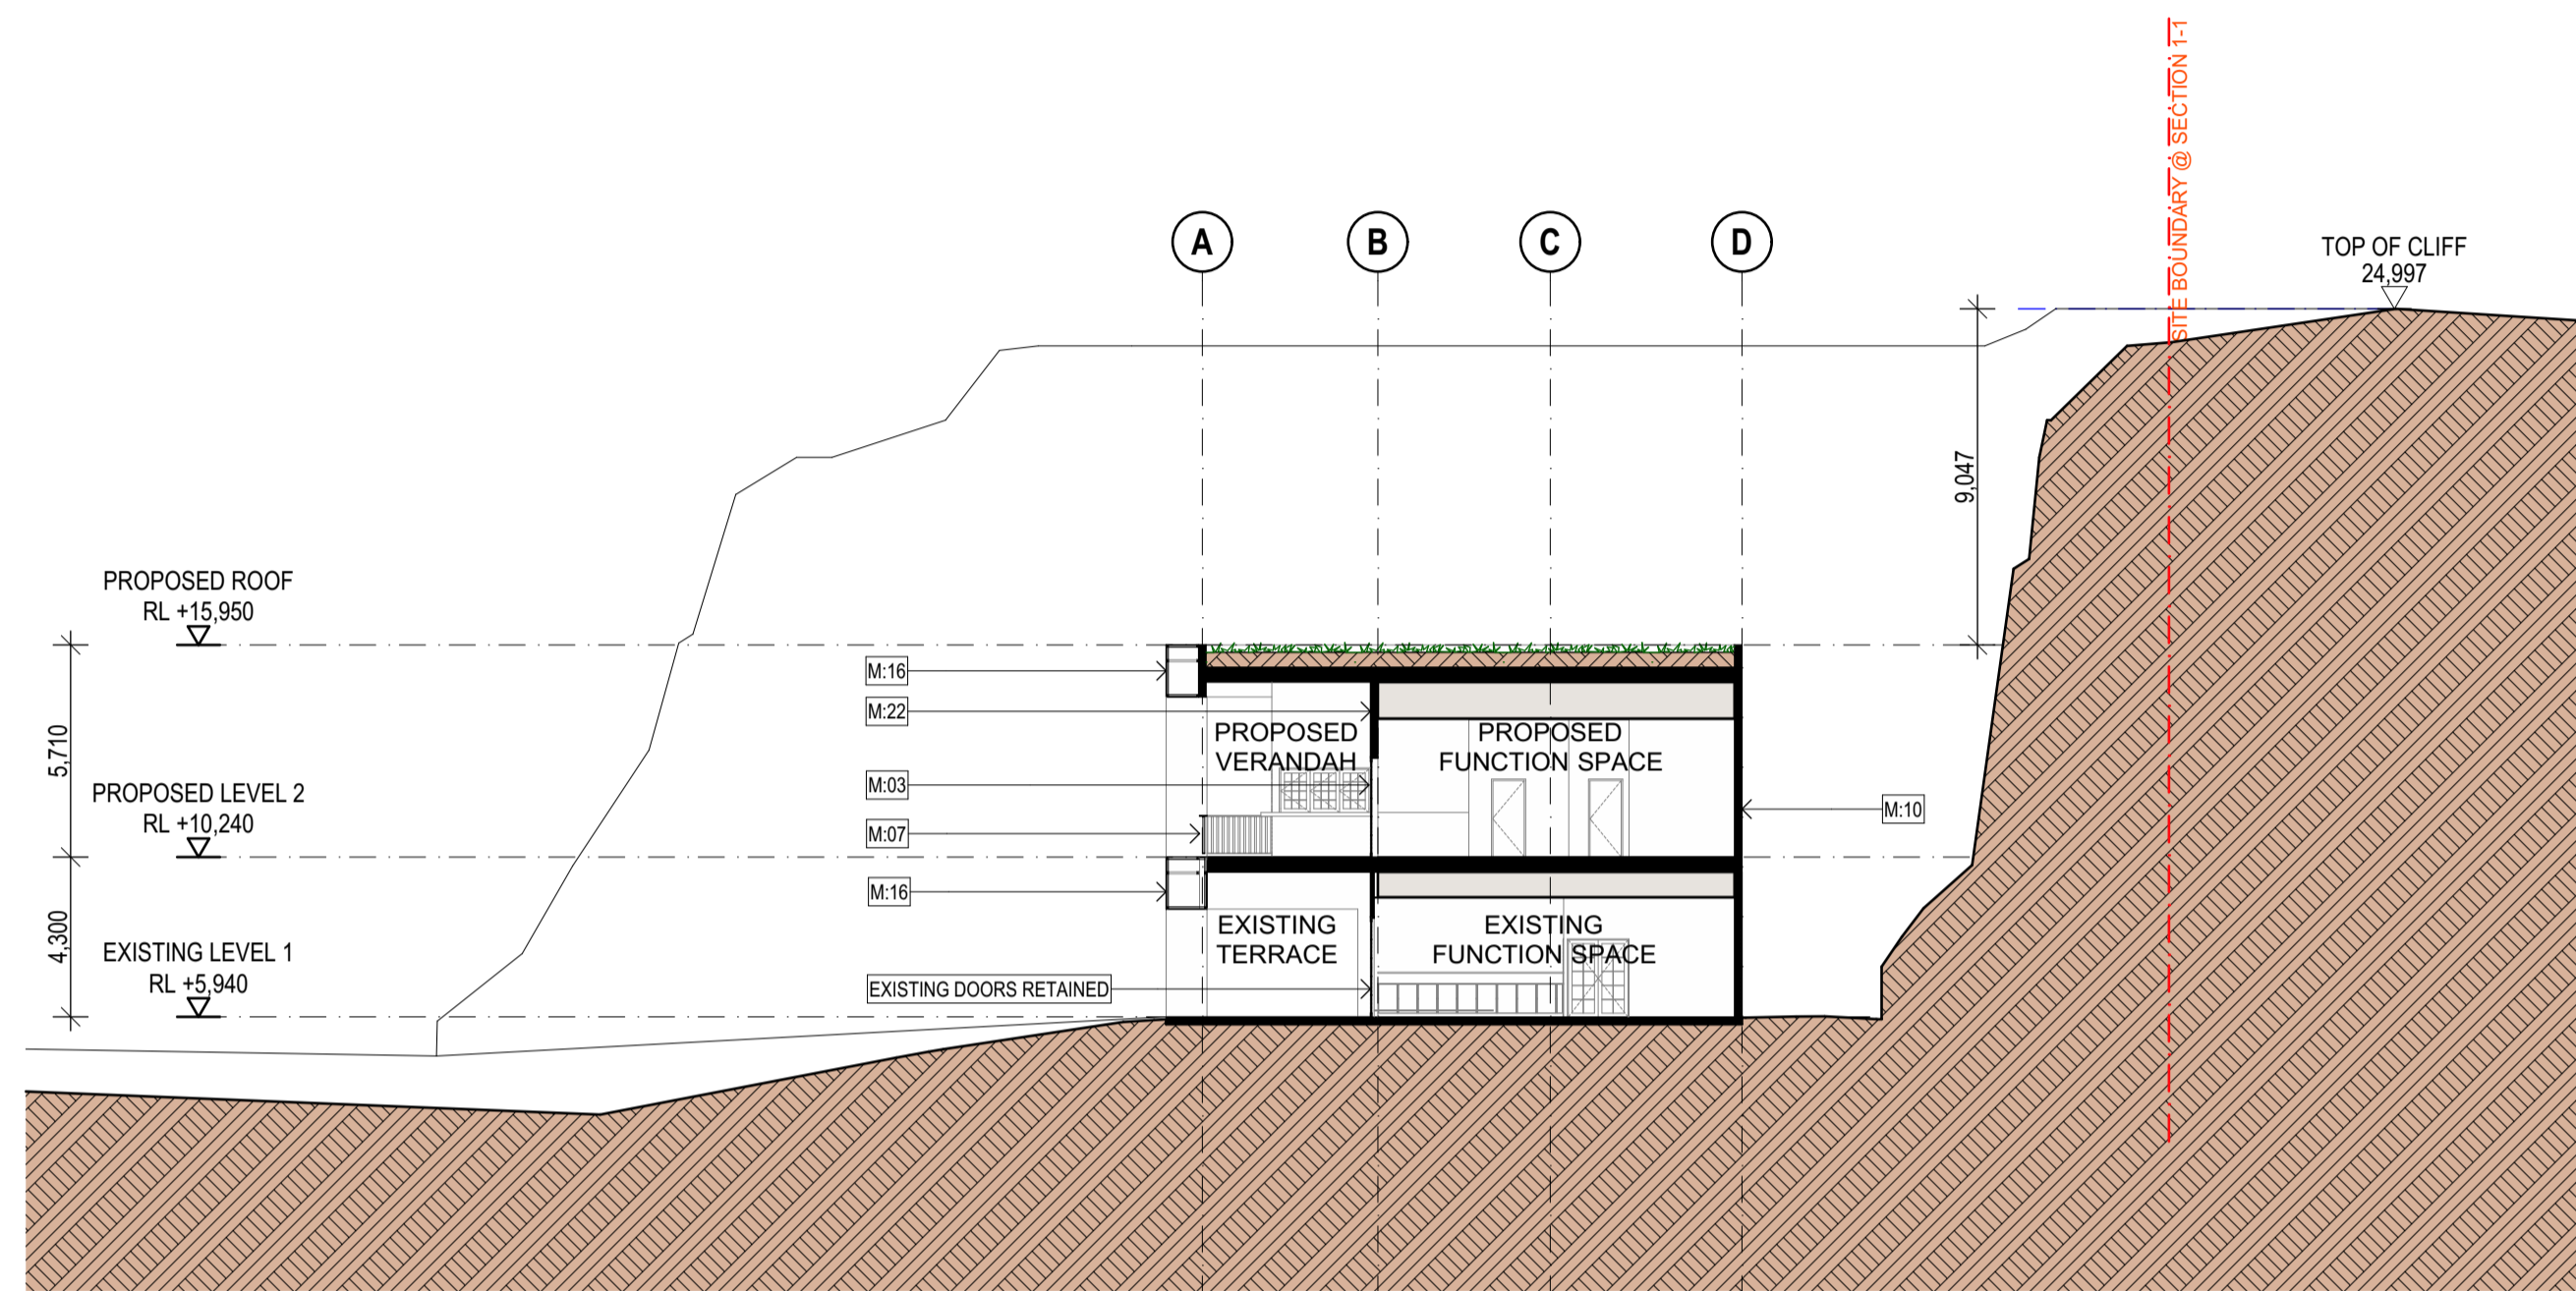 SITE BOUNDARY @ SECTION 1-1
A
B
C
D
TOP OF CLIFF
24,997
9,047
PROPOSED ROOF
RL +15,950
5,710
PROPOSED LEVEL 2
RL +10,240
4,300
EXISTING LEVEL 1
RL +5,940
M:16
M:22
M:03
M:07
M:16
EXISTING DOORS RETAINED
PROPOSED
VERANDAH
PROPOSED
FUNCTION SPACE
M:10
EXISTING
TERRACE
EXISTING
FUNCTION SPACE